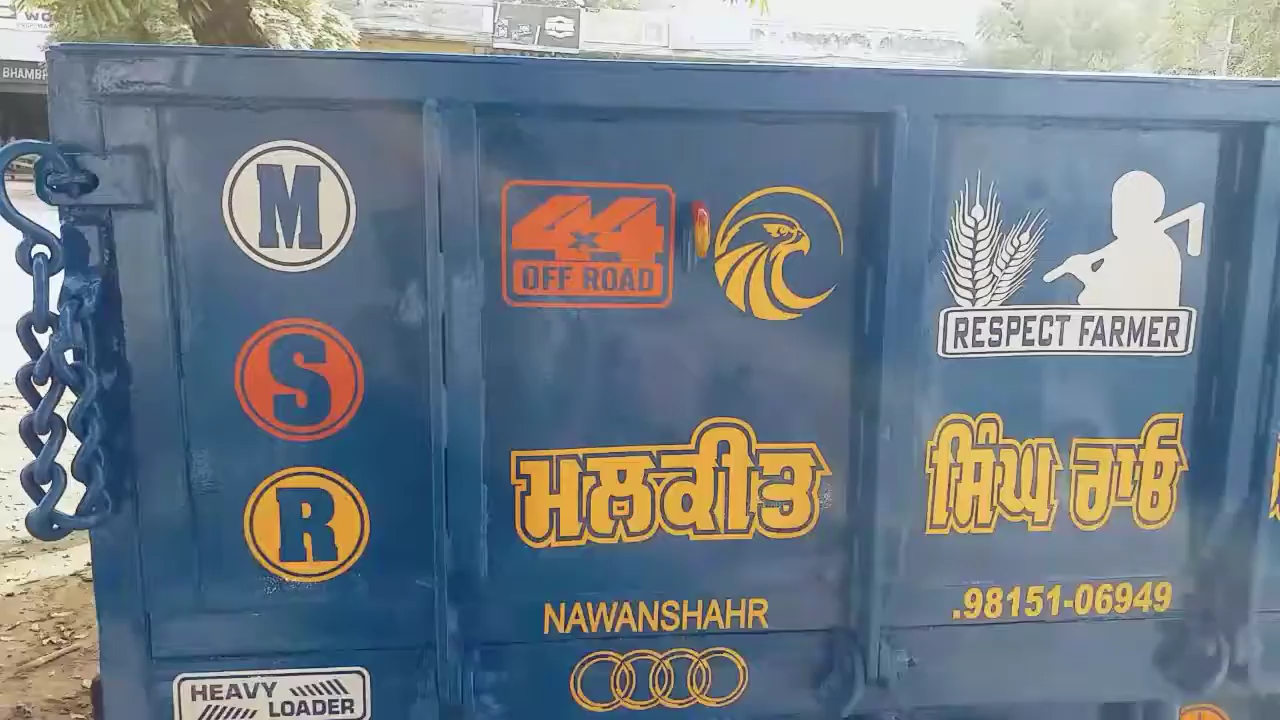 BHAMB
M
S
R
4x4
OFF ROAD
RESPECT FARMER
ਮਲਕੀਤ ਸਿੰਘ ਰਾਓ
NAWANSHAHR
.98151-06949
HEAVY
LOADER